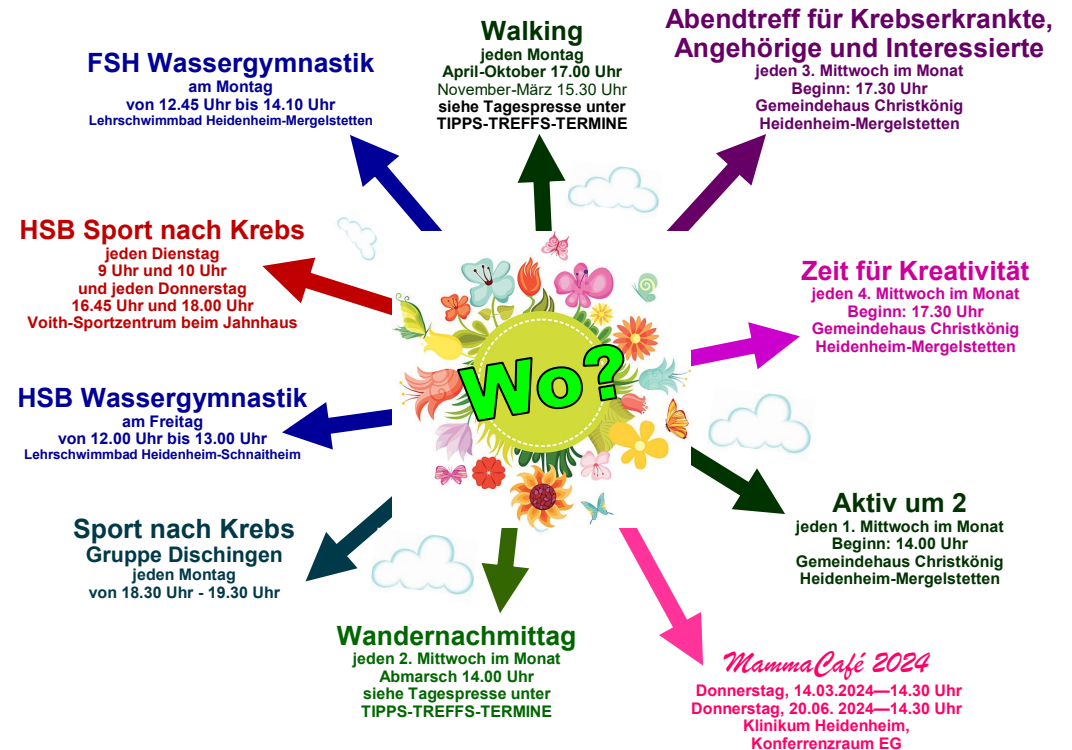 FSH Wassergymnastik
am Montag
von 12.45 Uhr bis 14.10 Uhr
Lehrschwimmbad Heidenheim-Mergelstetten
Walking
jeden Montag
April-Oktober 17.00 Uhr
November-März 15.30 Uhr
siehe Tagespresse unter
TIPPS-TREFFS-TERMINE
Abendtreff für Krebserkrankte,
Angehörige und Interessierte
jeden 3. Mittwoch im Monat
Beginn: 17.30 Uhr
Gemeindehaus Christkönig
Heidenheim-Mergelstetten
HSB Sport nach Krebs
jeden Dienstag
9 Uhr und 10 Uhr
und jeden Donnerstag
16.45 Uhr und 18.00 Uhr
Voith-Sportzentrum beim Jahnhaus
Zeit für Kreativität
jeden 4. Mittwoch im Monat
Beginn: 17.30 Uhr
Gemeindehaus Christkönig
Heidenheim-Mergelstetten
Wo?
HSB Wassergymnastik
am Freitag
von 12.00 Uhr bis 13.00 Uhr
Lehrschwimmbad Heidenheim-Schnaitheim
Aktiv um 2
jeden 1. Mittwoch im Monat
Beginn: 14.00 Uhr
Gemeindehaus Christkönig
Heidenheim-Mergelstetten
Sport nach Krebs
Gruppe Dischingen
jeden Montag
von 18.30 Uhr - 19.30 Uhr
Wandernachmittag
jeden 2. Mittwoch im Monat
Abmarsch 14.00 Uhr
siehe Tagespresse unter
TIPPS-TREFFS-TERMINE
MammaCafé 2024
Donnerstag, 14.03.2024—14.30 Uhr
Donnerstag, 20.06. 2024—14.30 Uhr
Klinikum Heidenheim,
Konferrenzraum EG